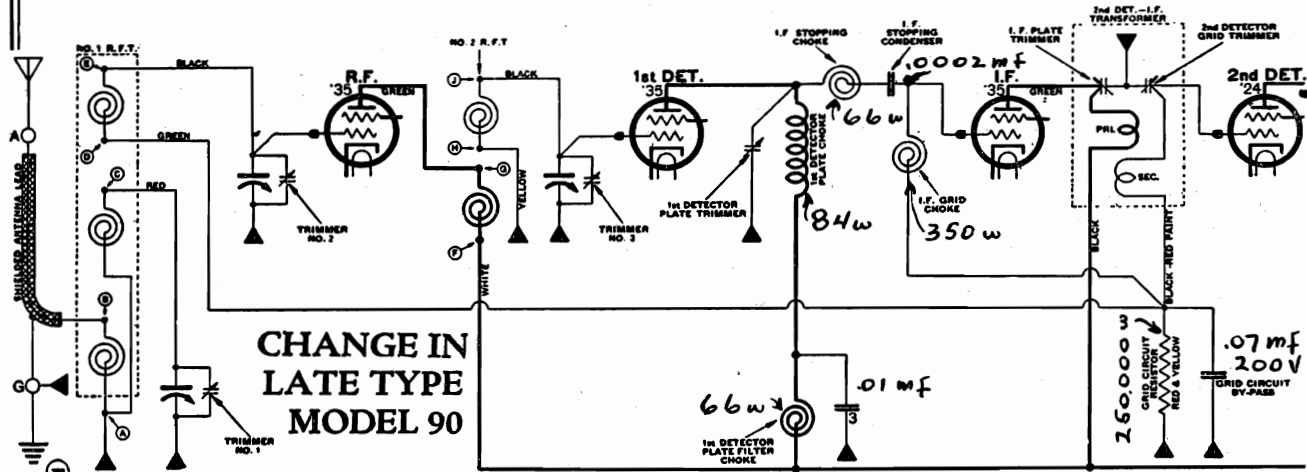 NO. 1 R.F.T.
E
BLACK
D
GREEN
C
RED
B
A
A
G
SHIELDED ANTENNA LEAD
TRIMMER
NO. 1
R.F.
'35
GREEN
TRIMMER
NO. 2
NO. 2 R.F.T
J
BLACK
H
G
YELLOW
F
WHITE
TRIMMER
NO. 3
1st DET.
'35
1st DETECTOR
PLATE TRIMMER
I.F STOPPING
CHOKE
66 ω
1st DETECTOR
PLATE CHOKE
84 ω
I.F.
STOPPING
CONDENSER
.0002 mf
I.F. GRID
CHOKE
350 ω
I.F.
'35
GREEN
2nd DET.-I.F.
TRANSFORMER
I.F. PLATE
TRIMMER
2nd DETECTOR
GRID TRIMMER
PRI.
SEC.
BLACK
BLACK-RED PAINT
2nd DET.
'24
CHANGE IN
LATE TYPE
MODEL 90
66 ω
1st DETECTOR
PLATE FILTER
CHOKE
.01 mf
3
250,000 ω
GRID CIRCUIT
RESISTOR
RED & YELLOW
.07 mf
200V
GRID CIRCUIT
BY-PASS